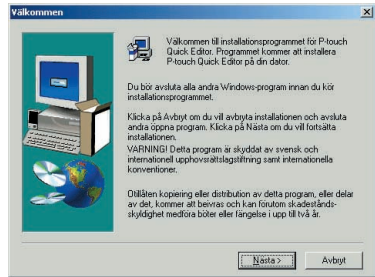 Välkommen
Välkommen till installationsprogrammet för P-touch
Quick Editor. Programmet kommer att installera
P-touch Quick Editor på din dator.
Du bör avsluta alla andra Windows-program innan du kör
installationsprogrammet.
Klicka på Avbryt om du vill avbryta installationen och avsluta
andra öppna program. Klicka på Nästa om du vill fortsätta
installationen.
VARNING! Detta program är skyddat av svensk och
internationell upphovsrättslagstiftning samt internationella
konventioner.
Otillåten kopiering eller distribution av detta program, eller delar
av det, kommer att beivras och kan förutom skadestånds-
skyldighet medföra böter eller fängelse i upp till två år.
Nästa >
Avbryt